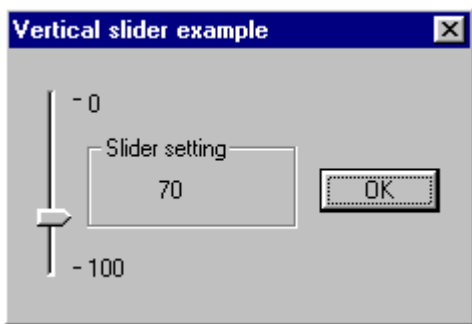 Vertical slider example
- 0
Slider setting
70
OK
- 100